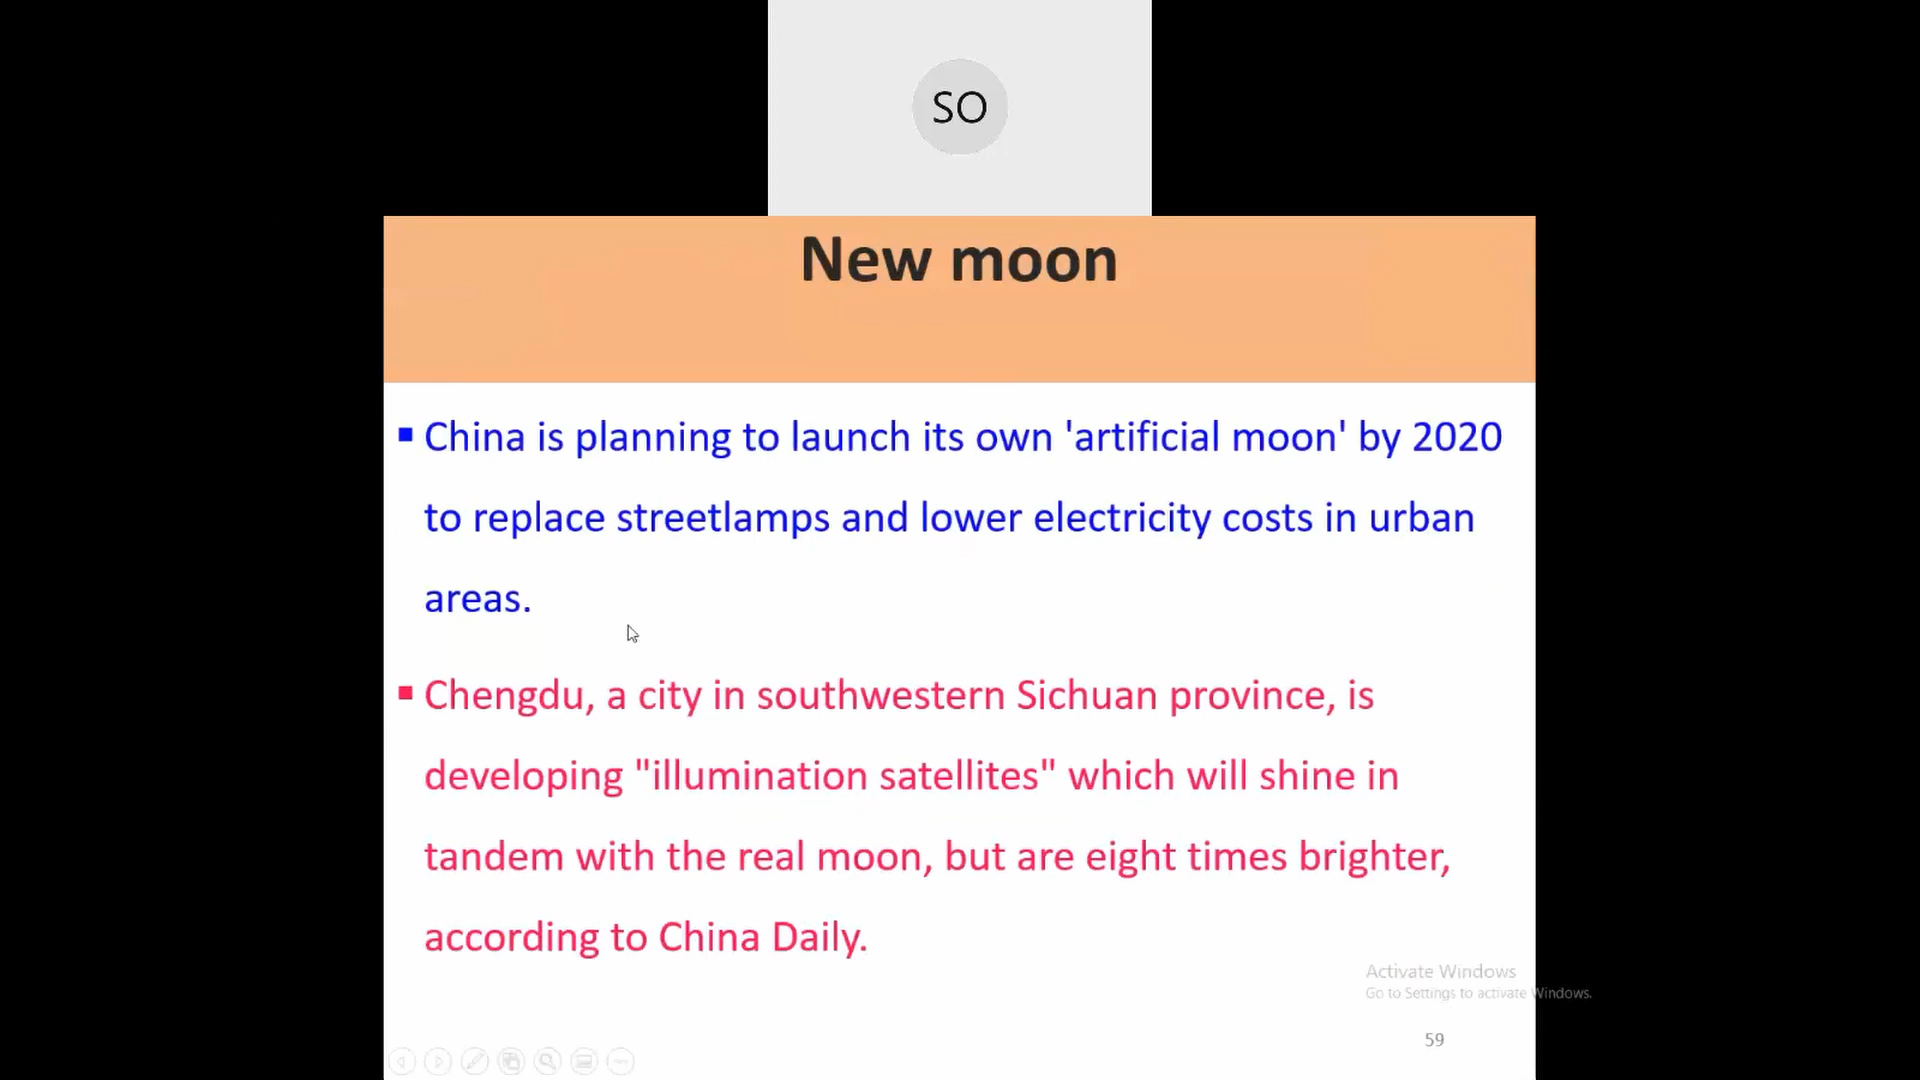 SO
New moon
China is planning to launch its own 'artificial moon' by 2020
to replace streetlamps and lower electricity costs in urban
areas.
Chengdu, a city in southwestern Sichuan province, is
developing "illumination satellites" which will shine in
tandem with the real moon, but are eight times brighter,
according to China Daily.
Activate Windows
Go to Settings to activate Windows.
59